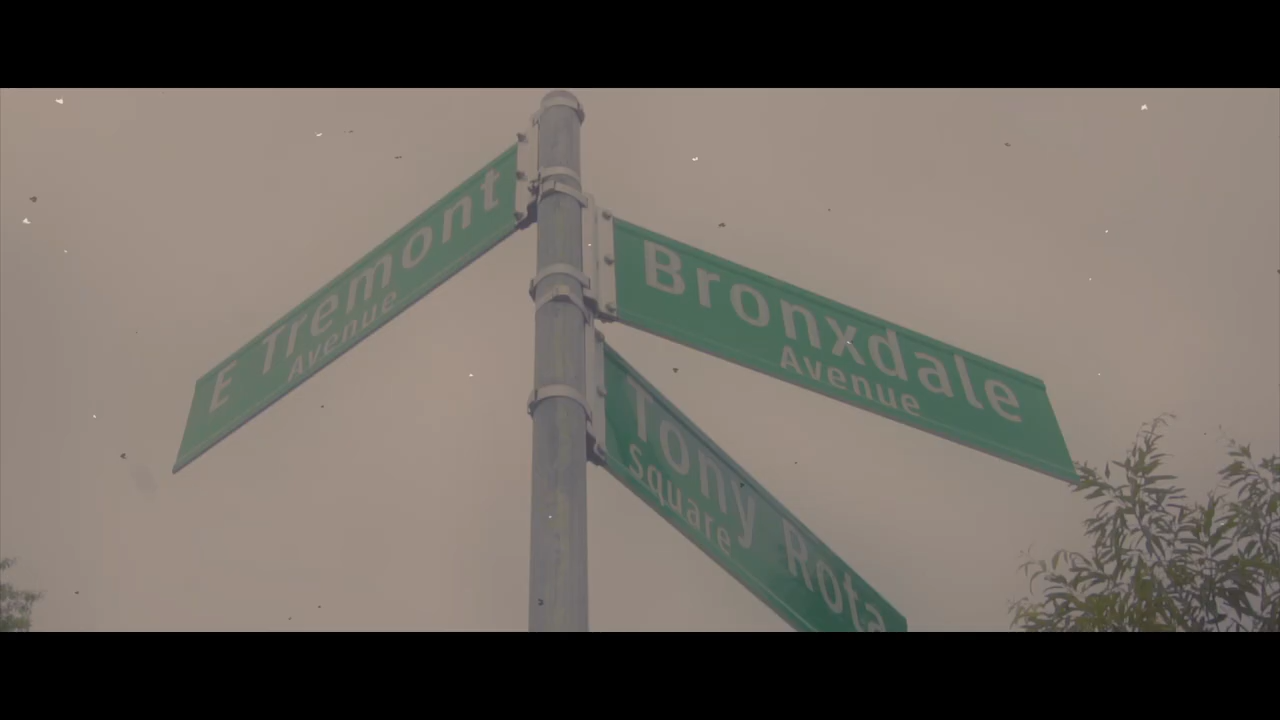 E Tremont
Avenue
Bronxdale
Avenue
Tony Rota
Square